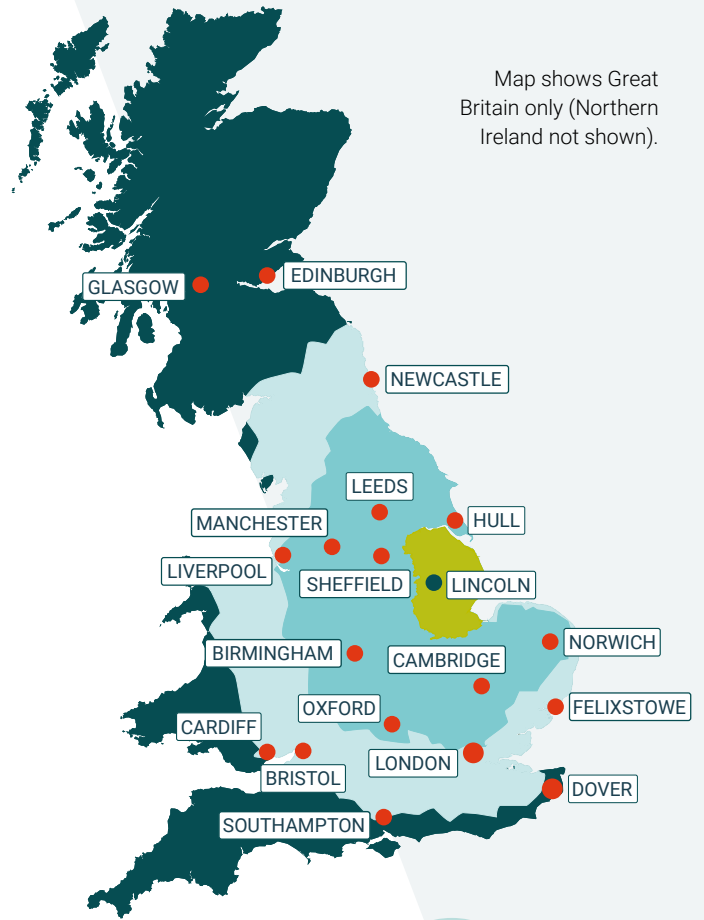 Map shows Great
Britain only (Northern
Ireland not shown).
EDINBURGH
GLASGOW
NEWCASTLE
LEEDS
MANCHESTER
HULL
LIVERPOOL
SHEFFIELD
LINCOLN
NORWICH
BIRMINGHAM
CAMBRIDGE
OXFORD
FELIXSTOWE
CARDIFF
LONDON
BRISTOL
DOVER
SOUTHAMPTON